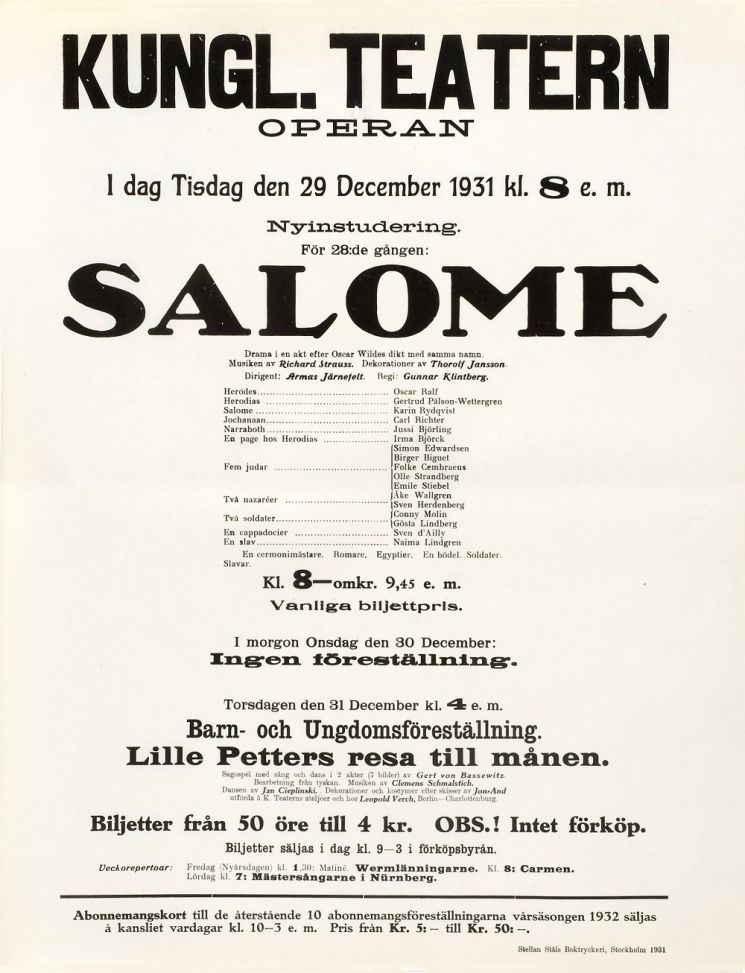 KUNGL. TEATERN
OPERAN
I dag Tisdag den 29 December 1931 kl. 8 e. m.
Nyinstudering.
För 28:de gången:
SALOME
Drama i en akt efter Oscar Wildes dikt med samma namn.
Musiken av Richard Strauss. Dekorationer av Thorolf Jansson.
Dirigent: Armas Järnefelt. Regi: Gunnar Klintberg.
Herodes Oscar Ralf
Herodias Gertrud Pålson-Wettergren
Salome Karin Rydqvist
Jochanaan Carl Richter
Narraboth Jussi Björling
En page hos Herodias Irma Björck
Fem judar Simon Edwardsen
Birger Biguet
Folke Cembraeus
Olle Strandberg
Emile Stiebel
Två nazaréer Åke Wallgren
Sven Herdenberg
Två soldater Conny Molin
Gösta Lindberg
En cappadocier Sven d'Ailly
En slav Naima Lindgren
En cermonimästare. Romare. Egyptier. En bödel. Soldater.
Slavar.
Kl. 8—omkr. 9,45 e. m.
Vanliga biljettpris.
I morgon Onsdag den 30 December:
Ingen föreställning.
Torsdagen den 31 December kl. 4 e. m.
Barn- och Ungdomsföreställning.
Lille Petters resa till månen.
Sagospel med sång och dans i 2 akter (7 bilder) av Gert von Bassewitz.
Bearbetning från tyskan. Musiken av Clemens Schmalstich.
Dansen av Jan Cieplinski. Dekorationer och kostymer efter skisser av Jon-And
utförda å K. Teaterns ateljéer och hos Leopold Verch, Berlin—Charlottenburg.
Biljetter från 50 öre till 4 kr. OBS.! Intet förköp.
Biljetter säljas i dag kl. 9—3 i förköpsbyrån.
Veckorepertoar: Fredag (Nyårsdagen) kl. 1,30: Matiné. Wermlänningarne. Kl. 8: Carmen.
Lördag kl. 7: Mästersångarne i Nürnberg.
Abonnemangskort till de återstående 10 abonnemangsföreställningarna vårsäsongen 1932 säljas
å kansliet vardagar kl. 10—3 e. m. Pris från Kr. 5:— till Kr. 50:—.
Stellan Ståls Boktryckeri, Stockholm 1931